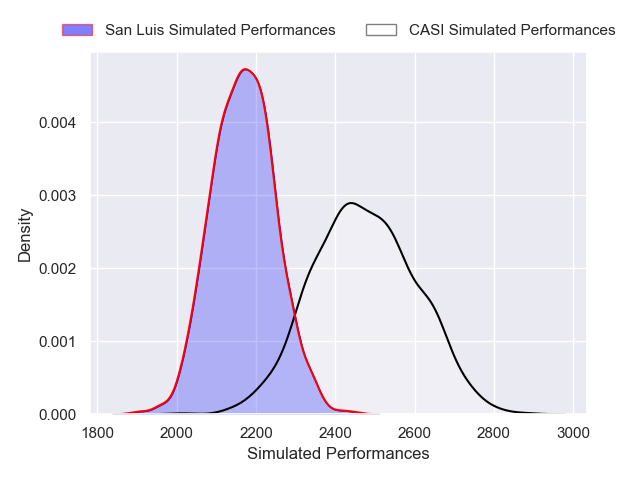 San Luis Simulated Performances
CASI Simulated Performances
0.004
0.003
0.002
0.001
0.000
Density
1800 2000 2200 2400 2600 2800 3000
Simulated Performances